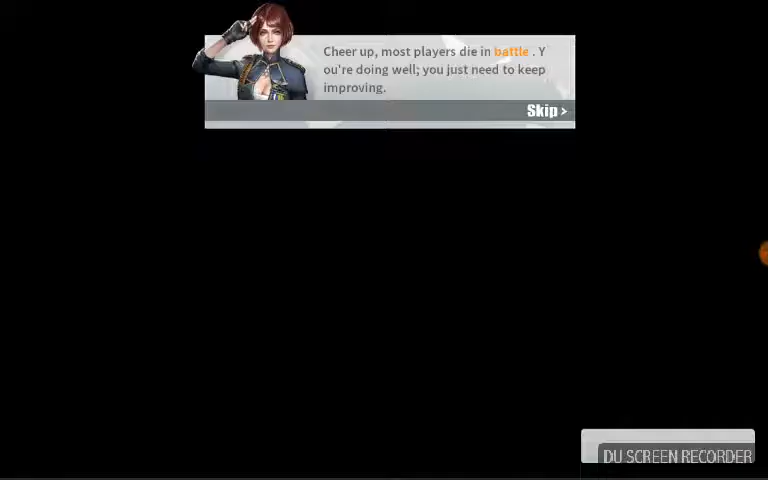 Cheer up, most players die in battle . Y
ou're doing well; you just need to keep
improving.
Skip >
DU SCREEN RECORDER